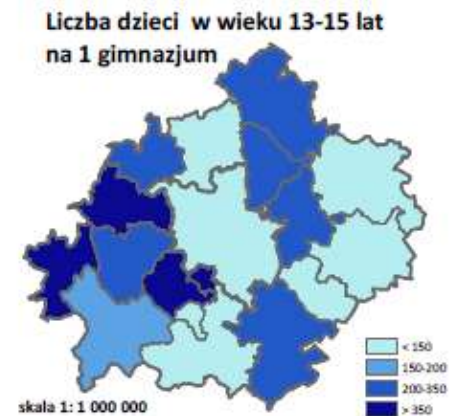 Liczba dzieci w wieku 13-15 lat
na 1 gimnazjum
< 150
150-200
200-350
> 350
skala 1: 1 000 000